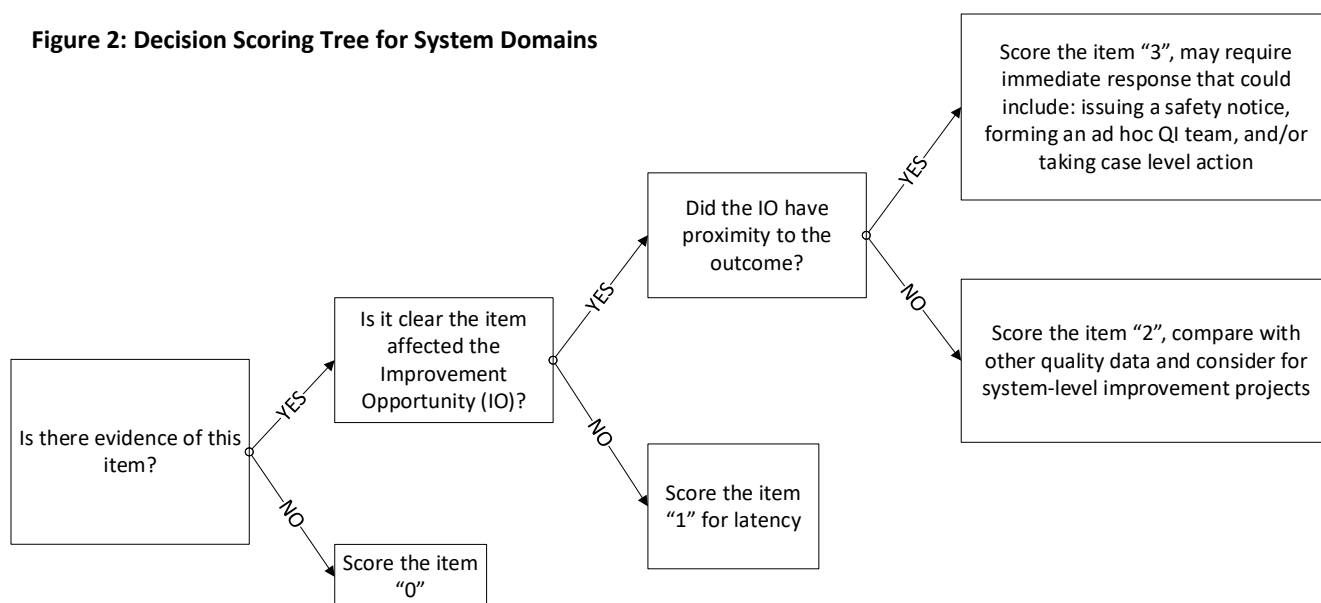 Figure 2: Decision Scoring Tree for System Domains
Is there evidence of this
item?
YES
NO
Is it clear the item
affected the
Improvement
Opportunity (IO)?
Score the item
“0”
YES
NO
Did the IO have
proximity to the
outcome?
Score the item
“1” for latency
YES
NO
Score the item “3”, may require
immediate response that could
include: issuing a safety notice,
forming an ad hoc QI team, and/or
taking case level action
Score the item “2”, compare with
other quality data and consider for
system-level improvement projects